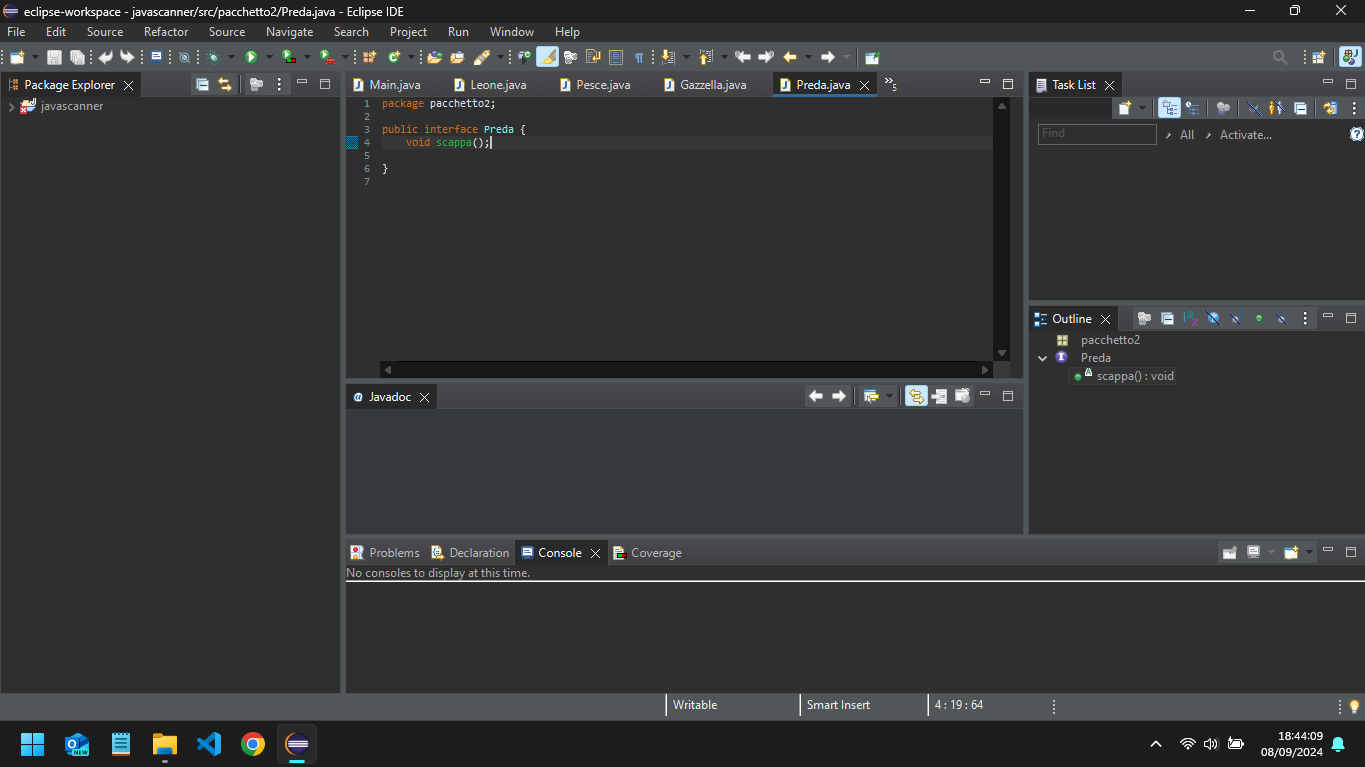 eclipse-workspace - javascanner/src/pacchetto2/Preda.java - Eclipse IDE
File Edit Source Refactor Source Navigate Search Project Run Window Help
Package Explorer
javascanner
Main.java Leone.java Pesce.java Gazzella.java Preda.java »5
1 package pacchetto2;
2
3 public interface Preda {
4 void scappa();
5
6 }
7
Task List
Find All Activate...
Outline
pacchetto2
Preda
scappa() : void
@ Javadoc
Problems Declaration Console Coverage
No consoles to display at this time.
Writable Smart Insert 4 : 19 : 64
NEW
18:44:09
08/09/2024